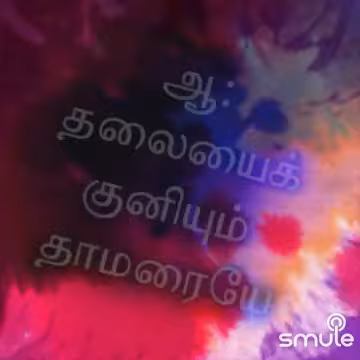 ஆ:
தலையைக்
குனியும்
தாமரையே
smule